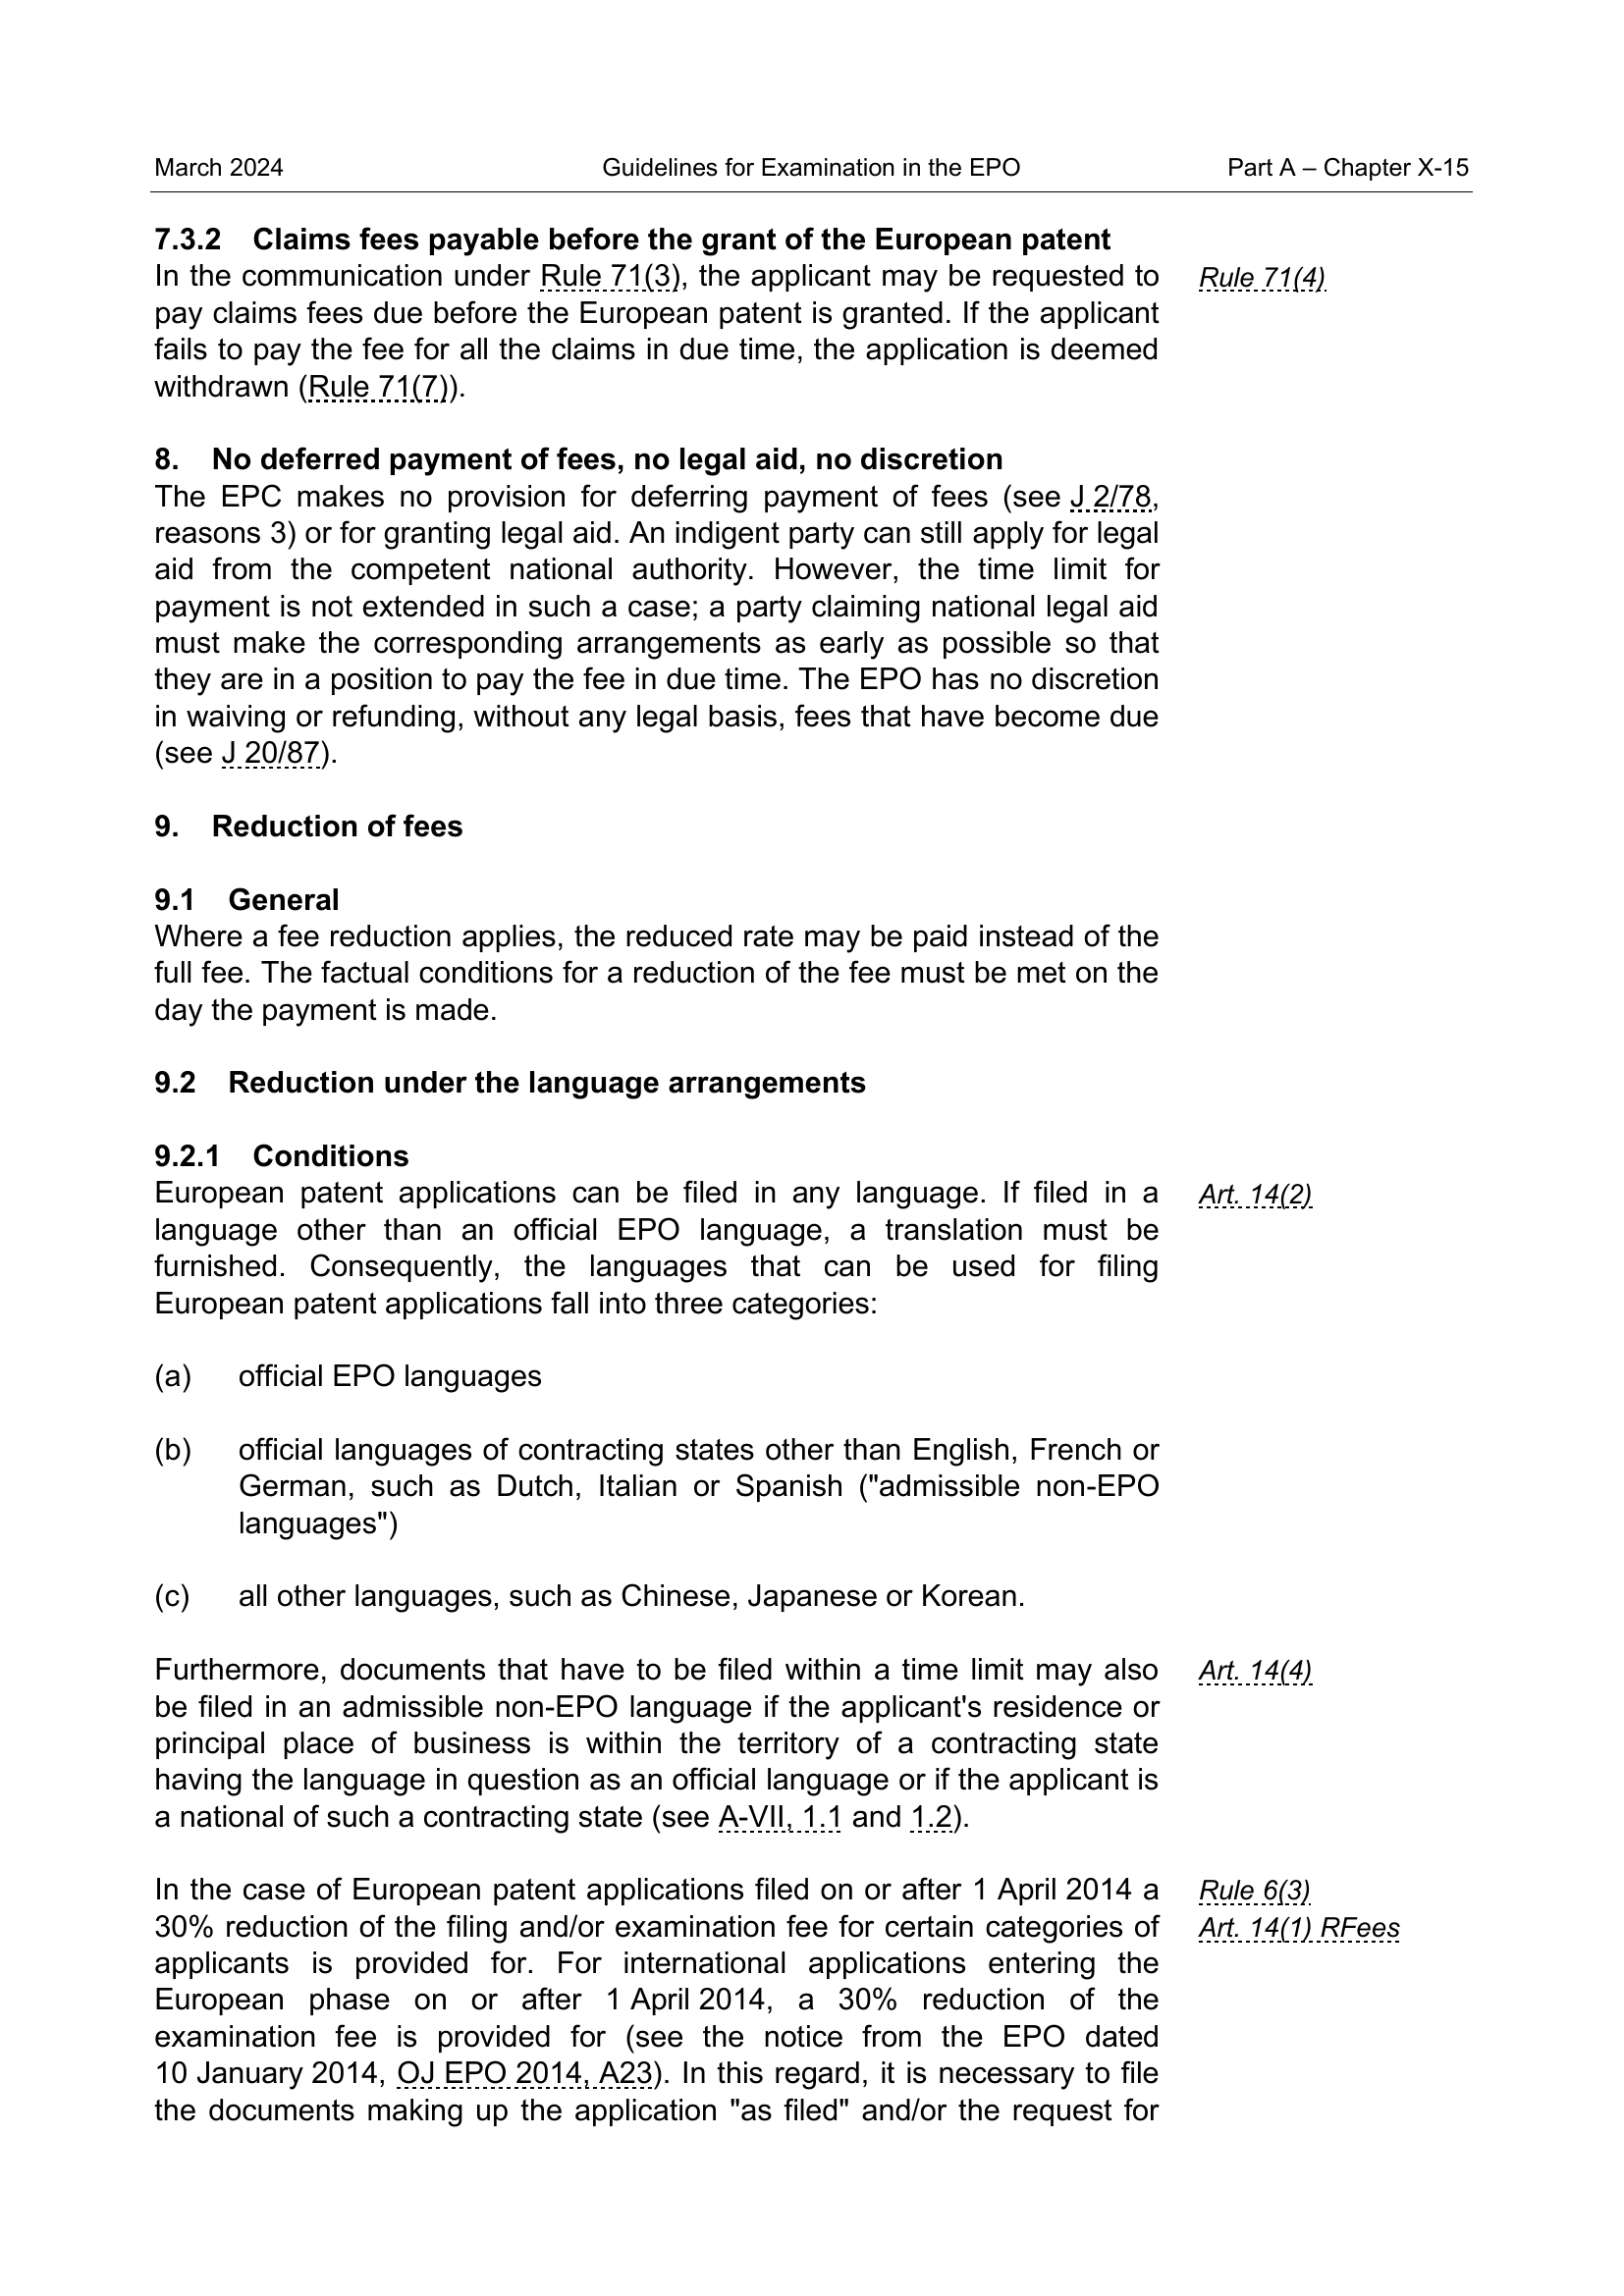 March 2024 Guidelines for Examination in the EPO Part A – Chapter X-15
7.3.2 Claims fees payable before the grant of the European patent
In the communication under Rule 71(3), the applicant may be requested to Rule 71(4)
pay claims fees due before the European patent is granted. If the applicant
fails to pay the fee for all the claims in due time, the application is deemed
withdrawn (Rule 71(7)).
8. No deferred payment of fees, no legal aid, no discretion
The EPC makes no provision for deferring payment of fees (see J 2/78,
reasons 3) or for granting legal aid. An indigent party can still apply for legal
aid from the competent national authority. However, the time limit for
payment is not extended in such a case; a party claiming national legal aid
must make the corresponding arrangements as early as possible so that
they are in a position to pay the fee in due time. The EPO has no discretion
in waiving or refunding, without any legal basis, fees that have become due
(see J 20/87).
9. Reduction of fees
9.1 General
Where a fee reduction applies, the reduced rate may be paid instead of the
full fee. The factual conditions for a reduction of the fee must be met on the
day the payment is made.
9.2 Reduction under the language arrangements
9.2.1 Conditions
European patent applications can be filed in any language. If filed in a Art. 14(2)
language other than an official EPO language, a translation must be
furnished. Consequently, the languages that can be used for filing
European patent applications fall into three categories:
(a) official EPO languages
(b) official languages of contracting states other than English, French or
German, such as Dutch, Italian or Spanish ("admissible non-EPO
languages")
(c) all other languages, such as Chinese, Japanese or Korean.
Furthermore, documents that have to be filed within a time limit may also Art. 14(4)
be filed in an admissible non-EPO language if the applicant's residence or
principal place of business is within the territory of a contracting state
having the language in question as an official language or if the applicant is
a national of such a contracting state (see A-VII, 1.1 and 1.2).
In the case of European patent applications filed on or after 1 April 2014 a Rule 6(3)
30% reduction of the filing and/or examination fee for certain categories of Art. 14(1) RFees
applicants is provided for. For international applications entering the
European phase on or after 1 April 2014, a 30% reduction of the
examination fee is provided for (see the notice from the EPO dated
10 January 2014, OJ EPO 2014, A23). In this regard, it is necessary to file
the documents making up the application "as filed" and/or the request for